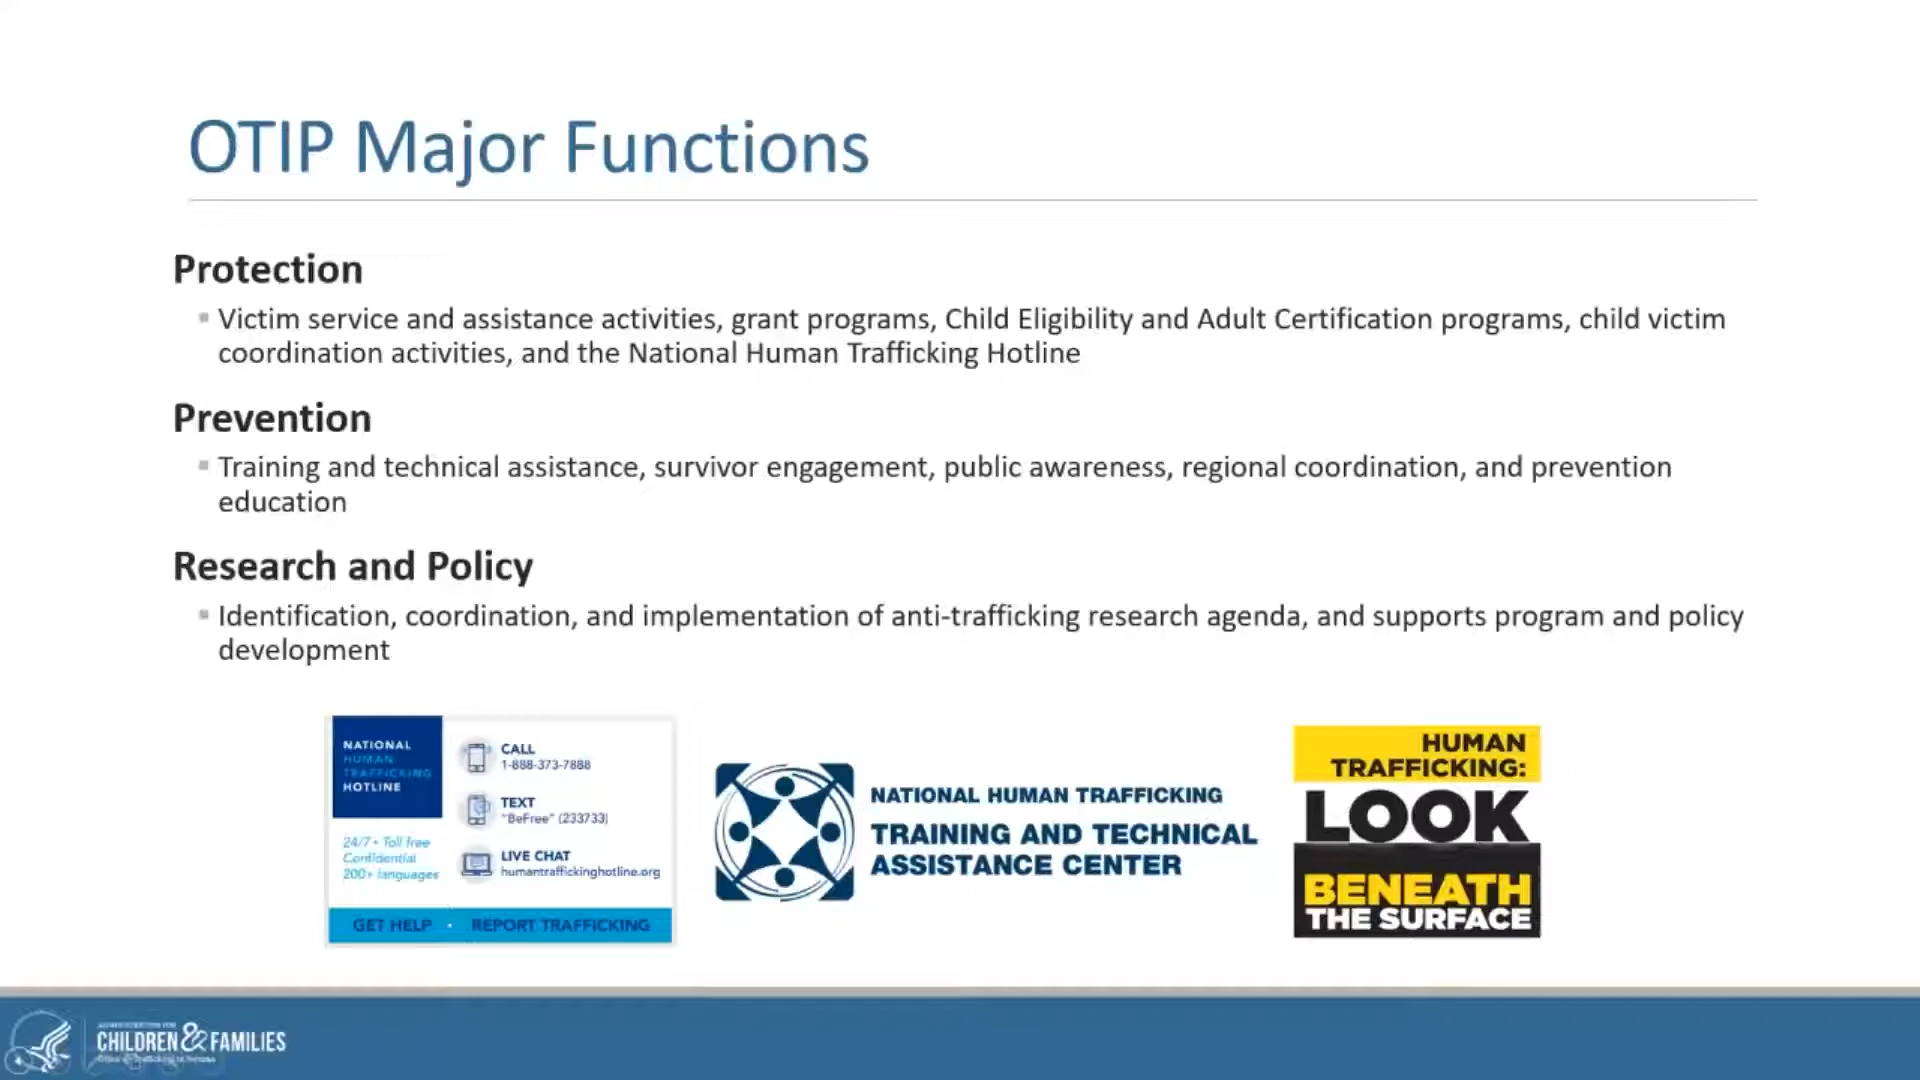 OTIP Major Functions
Protection
Victim service and assistance activities, grant programs, Child Eligibility and Adult Certification programs, child victim
coordination activities, and the National Human Trafficking Hotline
Prevention
Training and technical assistance, survivor engagement, public awareness, regional coordination, and prevention
education
Research and Policy
Identification, coordination, and implementation of anti-trafficking research agenda, and supports program and policy
development
NATIONAL
HUMAN
TRAFFICKING
HOTLINE
24/7 • Toll free
Confidential
200+ languages
CALL
1-888-373-7888
TEXT
"BeFree" (233733)
LIVE CHAT
humantraffickinghotline.org
GET HELP • REPORT TRAFFICKING
NATIONAL HUMAN TRAFFICKING
TRAINING AND TECHNICAL
ASSISTANCE CENTER
HUMAN
TRAFFICKING:
LOOK
BENEATH
THE SURFACE
CHILDREN & FAMILIES